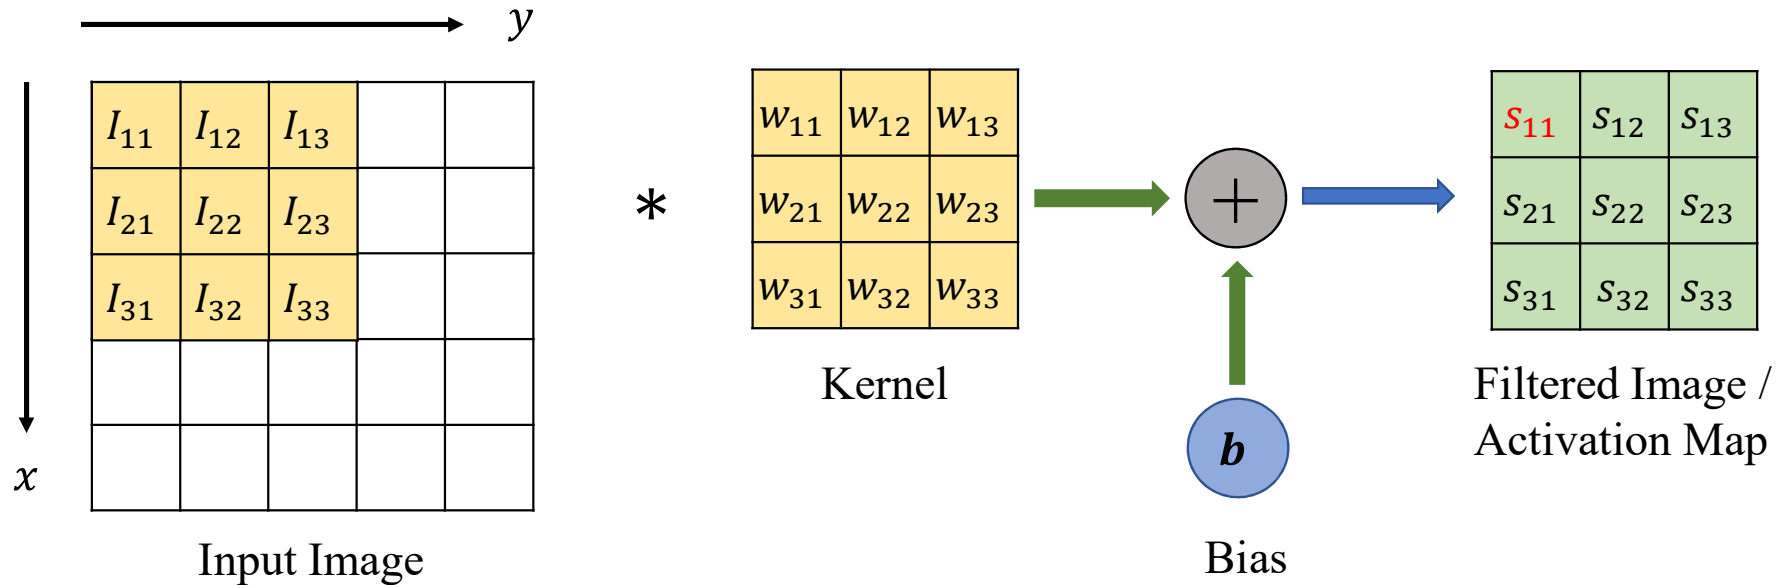 y
I₁₁ I₁₂ I₁₃
I₂₁ I₂₂ I₂₃
I₃₁ I₃₂ I₃₃
x
Input Image
*
w₁₁ w₁₂ w₁₃
w₂₁ w₂₂ w₂₃
w₃₁ w₃₂ w₃₃
Kernel
+
b
Bias
s₁₁ s₁₂ s₁₃
s₂₁ s₂₂ s₂₃
s₃₁ s₃₂ s₃₃
Filtered Image /
Activation Map